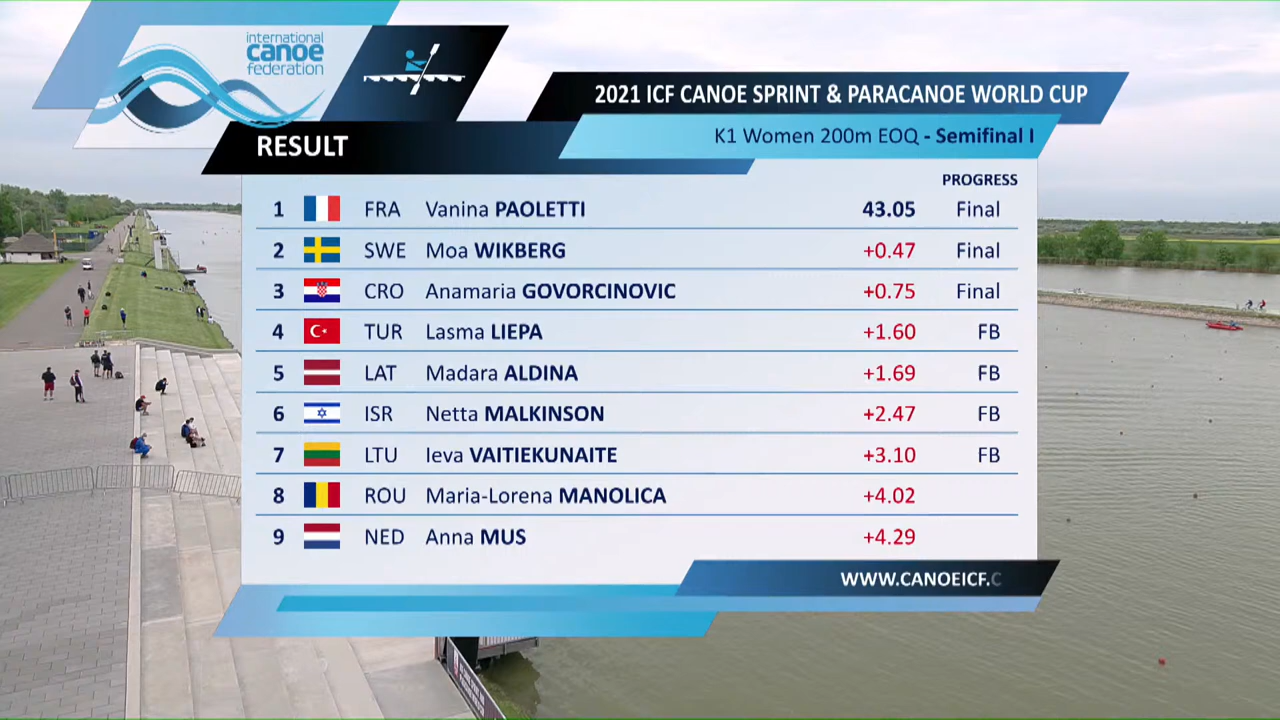 international
canoe
federation
2021 ICF CANOE SPRINT & PARACANOE WORLD CUP
K1 Women 200m EOQ - Semifinal I
RESULT
PROGRESS
1 FRA Vanina PAOLETTI 43.05 Final
2 SWE Moa WIKBERG +0.47 Final
3 CRO Anamaria GOVORCINOVIC +0.75 Final
4 TUR Lasma LIEPA +1.60 FB
5 LAT Madara ALDINA +1.69 FB
6 ISR Netta MALKINSON +2.47 FB
7 LTU Ieva VAITIEKUNAITE +3.10 FB
8 ROU Maria-Lorena MANOLICA +4.02
9 NED Anna MUS +4.29
WWW.CANOEICF.C